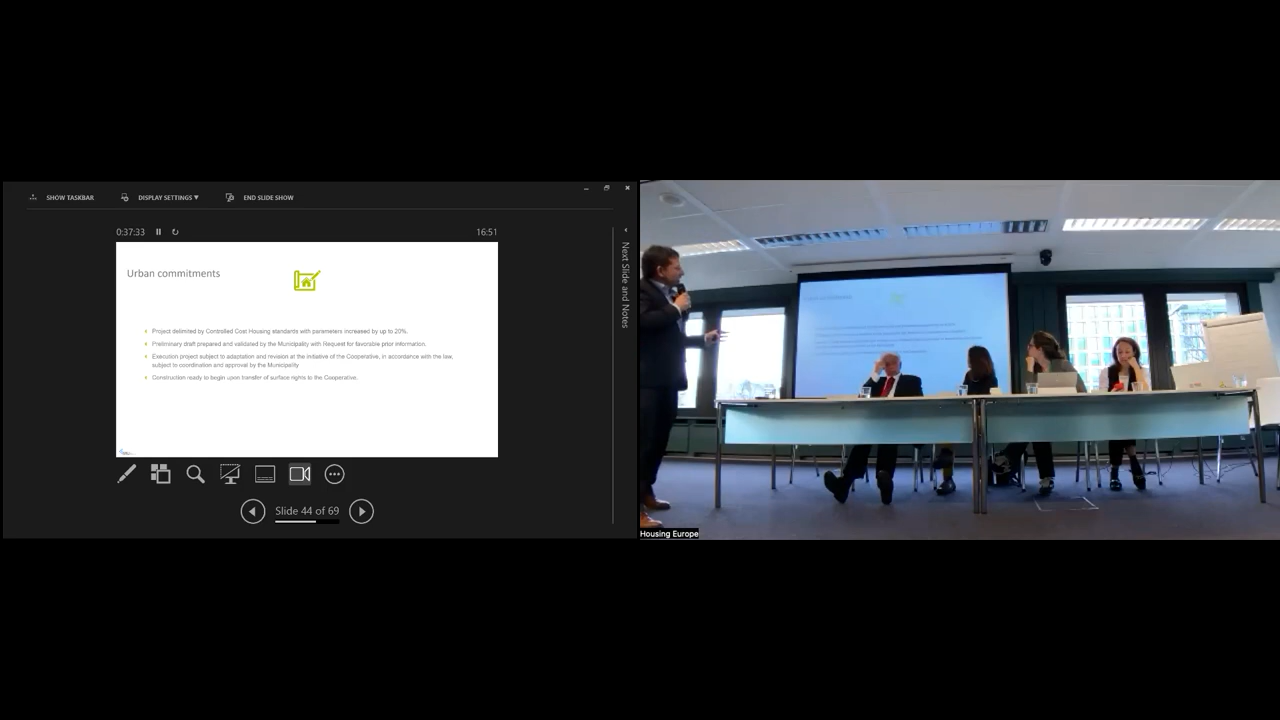 SHOW TASKBAR
DISPLAY SETTINGS ▾
END SLIDE SHOW
0:37:33
16:51
Next Slide and Notes
Urban commitments
Project delimited by Controlled Cost Housing standards with parameters increased by up to 20%.
Preliminary draft prepared and validated by the Municipality with Request for favorable prior information.
Execution project subject to adaptation and revision at the initiative of the Cooperative, in accordance with the law,
subject to coordination and approval by the Municipality
Construction ready to begin upon transfer of surface rights to the Cooperative.
Slide 44 of 69
Housing Europe